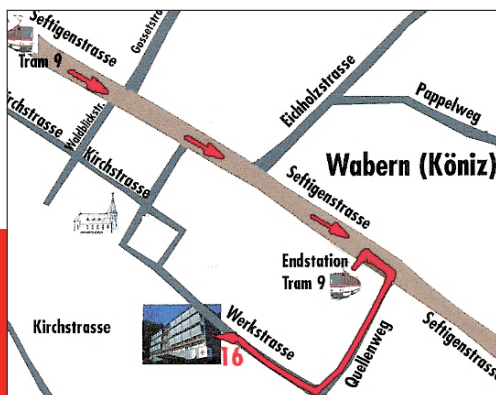 Seftigenstrasse
Tram 9
Gossetstr
Eichholzstrasse
Pappelweg
Kirchstrasse
Waldblickstr.
Kirchstrasse
Wabern (Köniz)
Seftigenstrasse
Endstation
Tram 9
Kirchstrasse
Werkstrasse
16
Quellenweg
Seftigenstrasse